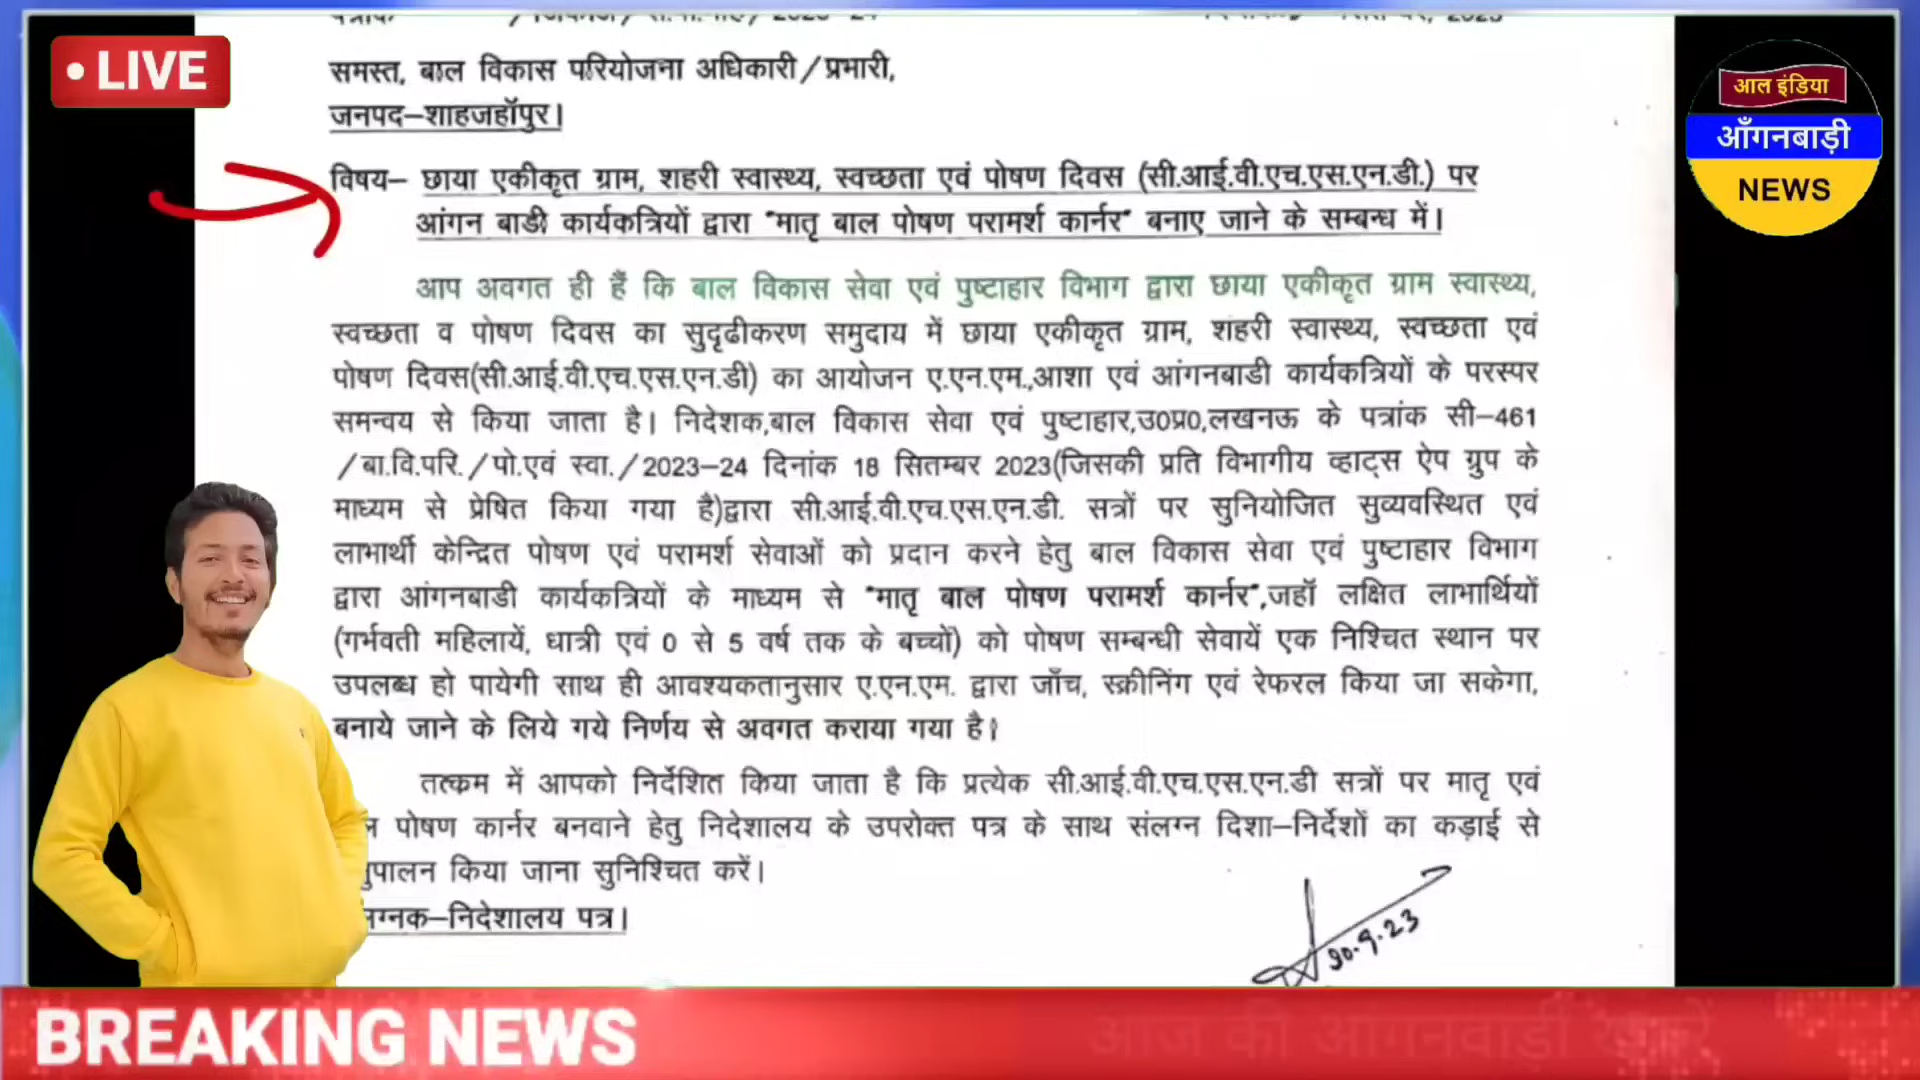 • LIVE
समस्त, बाल विकास परियोजना अधिकारी/प्रभारी,
जनपद–शाहजहॉपुर।
विषय– छाया एकीकृत ग्राम, शहरी स्वास्थ्य, स्वच्छता एवं पोषण दिवस (सी.आई.वी.एच.एस.एन.डी.) पर
आंगन बाडी कार्यकत्रियों द्वारा "मातृ बाल पोषण परामर्श कार्नर" बनाए जाने के सम्बन्ध में।
आप अवगत ही हैं कि बाल विकास सेवा एवं पुष्टाहार विभाग द्वारा छाया एकीकृत ग्राम स्वास्थ्य,
स्वच्छता व पोषण दिवस का सुदृढीकरण समुदाय में छाया एकीकृत ग्राम, शहरी स्वास्थ्य, स्वच्छता एवं
पोषण दिवस(सी.आई.वी.एच.एस.एन.डी) का आयोजन ए.एन.एम.,आशा एवं आंगनबाडी कार्यकत्रियों के परस्पर
समन्वय से किया जाता है। निदेशक,बाल विकास सेवा एवं पुष्टाहार,उ0प्र0,लखनऊ के पत्रांक सी–461
/बा.वि.परि./पो.एवं स्वा./2023–24 दिनांक 18 सितम्बर 2023(जिसकी प्रति विभागीय व्हाट्स ऐप ग्रुप के
माध्यम से प्रेषित किया गया है)द्वारा सी.आई.वी.एच.एस.एन.डी. सत्रों पर सुनियोजित सुव्यवस्थित एवं
लाभार्थी केन्द्रित पोषण एवं परामर्श सेवाओं को प्रदान करने हेतु बाल विकास सेवा एवं पुष्टाहार विभाग
द्वारा आंगनबाडी कार्यकत्रियों के माध्यम से "मातृ बाल पोषण परामर्श कार्नर",जहॉ लक्षित लाभार्थियों
(गर्भवती महिलायें, धात्री एवं 0 से 5 वर्ष तक के बच्चों) को पोषण सम्बन्धी सेवायें एक निश्चित स्थान पर
उपलब्ध हो पायेगी साथ ही आवश्यकतानुसार ए.एन.एम. द्वारा जॉच, स्क्रीनिंग एवं रेफरल किया जा सकेगा,
बनाये जाने के लिये गये निर्णय से अवगत कराया गया है।
तत्कम में आपको निर्देशित किया जाता है कि प्रत्येक सी.आई.वी.एच.एस.एन.डी सत्रों पर मातृ एवं
पोषण कार्नर बनवाने हेतु निदेशालय के उपरोक्त पत्र के साथ संलग्न दिशा–निर्देशों का कड़ाई से
किया जाना सुनिश्चित करें।
निदेशालय पत्र।
30.9.23
आल इंडिया
आँगनबाड़ी
NEWS
BREAKING NEWS
आज की आंगनवाड़ी खबरें